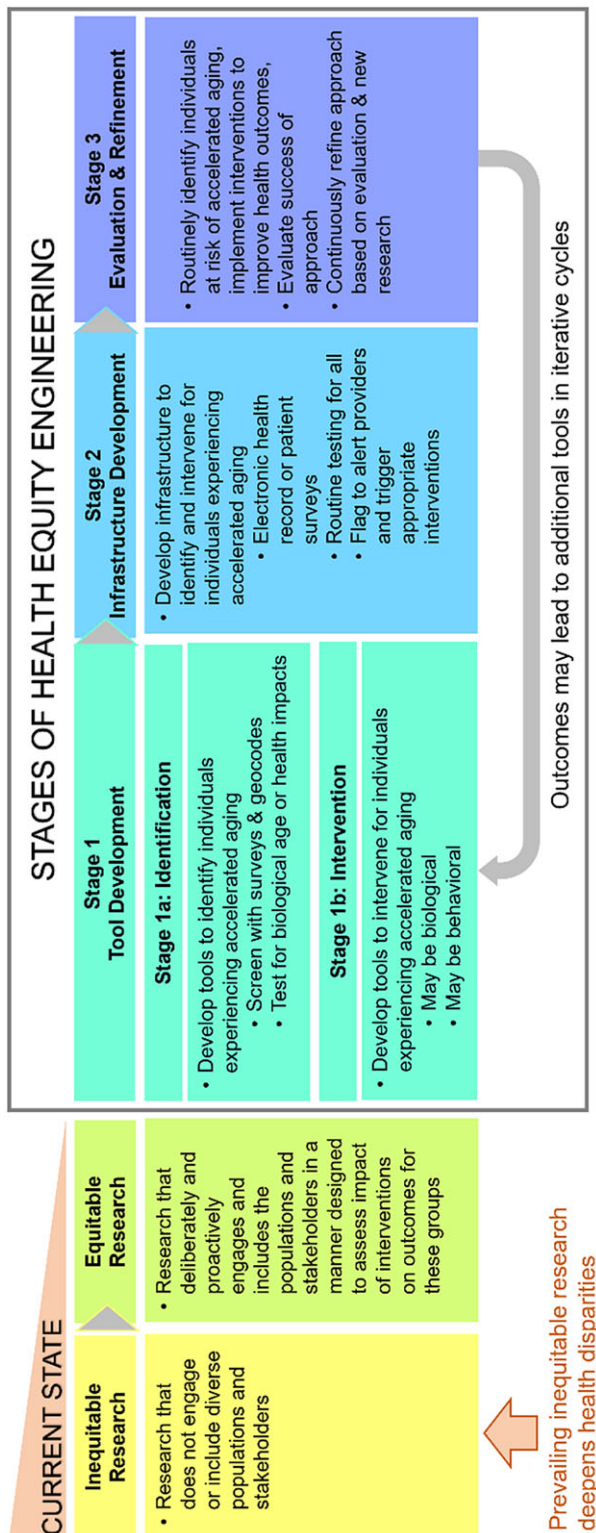 CURRENT STATE
Inequitable
Research
• Research that
does not engage
or include diverse
populations and
stakeholders
Prevailing inequitable research
deepens health disparities
Equitable
Research
• Research that
deliberately and
proactively
engages and
includes the
populations and
stakeholders in a
manner designed
to assess impact
of interventions
on outcomes for
these groups
STAGES OF HEALTH EQUITY ENGINEERING
Stage 1
Tool Development
Stage 1a: Identification
• Develop tools to identify individuals
experiencing accelerated aging
• Screen with surveys & geocodes
• Test for biological age or health impacts
Stage 1b: Intervention
• Develop tools to intervene for individuals
experiencing accelerated aging
• May be biological
• May be behavioral
Stage 2
Infrastructure Development
• Develop infrastructure to
identify and intervene for
individuals experiencing
accelerated aging
• Electronic health
record or patient
surveys
• Routine testing for all
• Flag to alert providers
and trigger
appropriate
interventions
Stage 3
Evaluation & Refinement
• Routinely identify individuals
at risk of accelerated aging,
implement interventions to
improve health outcomes,
• Evaluate success of
approach
• Continuously refine approach
based on evaluation & new
research
Outcomes may lead to additional tools in iterative cycles